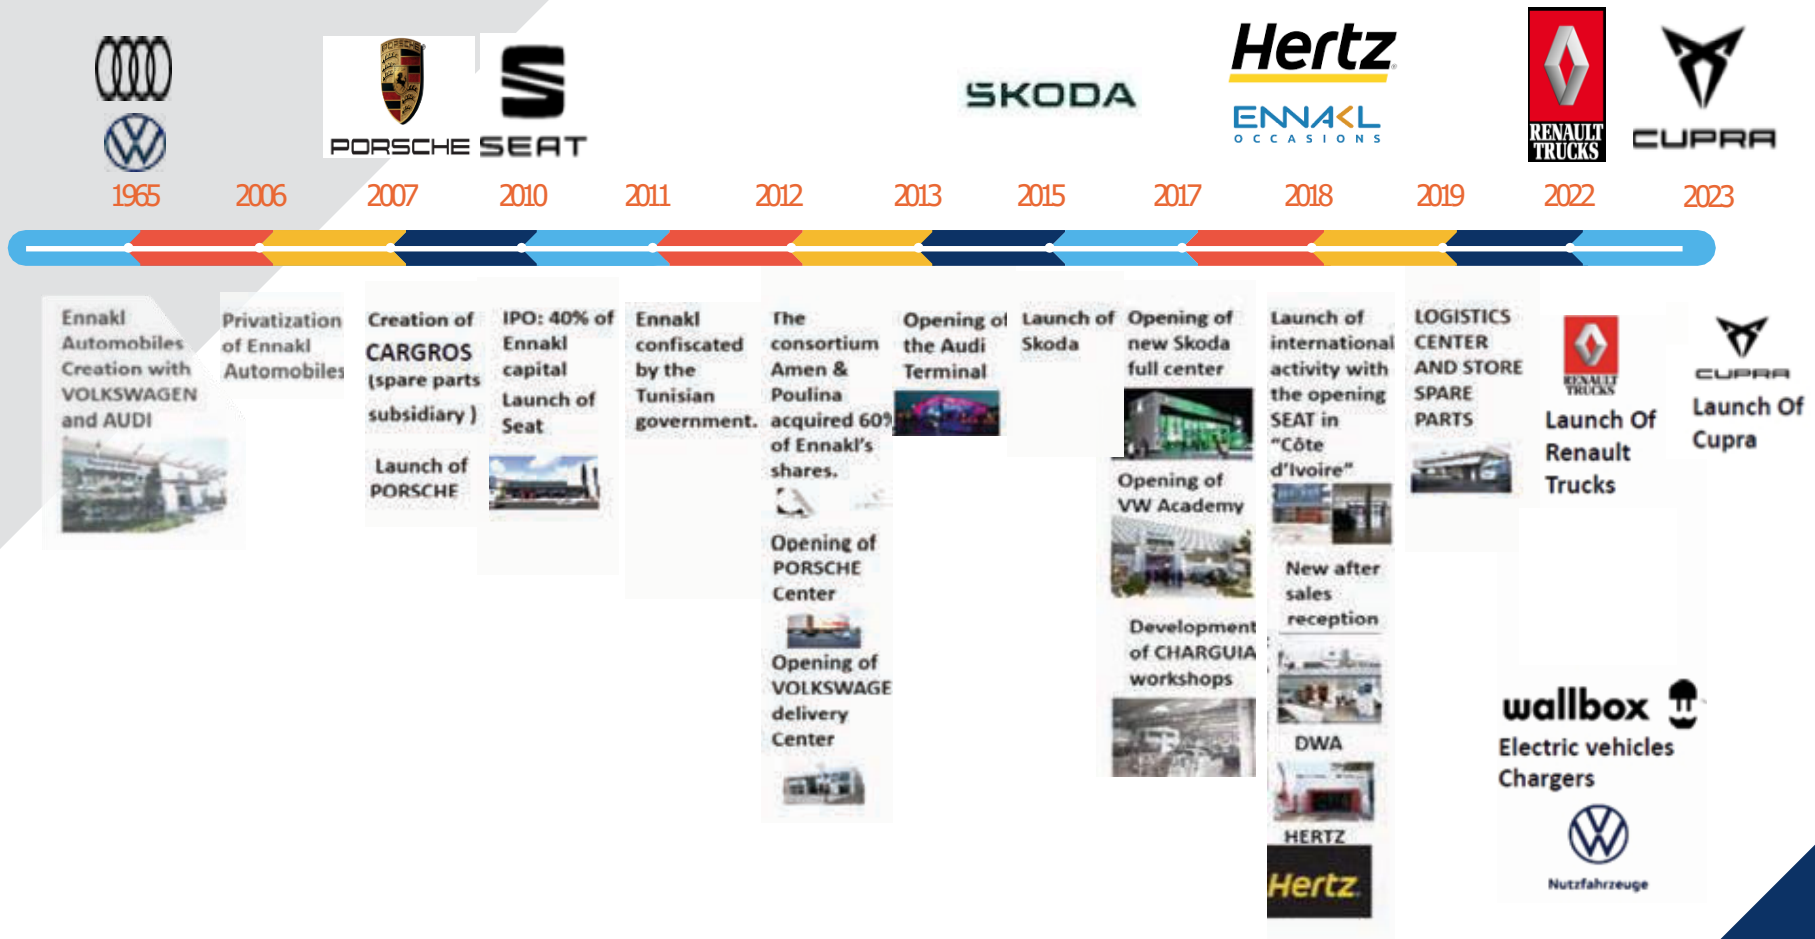 PORSCHE
PORSCHE
SEAT
SKODA
Hertz
ENNAKL
OCCASIONS
RENAULT
TRUCKS
CUPRA
1965
2006
2007
2010
2011
2012
2013
2015
2017
2018
2019
2022
2023
Ennakl
Automobiles
Creation with
VOLKSWAGEN
and AUDI
Privatization
of Ennakl
Automobiles
Creation of
CARGROS
(spare parts
subsidiary )
Launch of
PORSCHE
IPO: 40% of
Ennakl
capital
Launch of
Seat
Ennakl
confiscated
by the
Tunisian
government.
The
consortium
Amen &
Poulina
acquired 60%
of Ennakl's
shares.
Opening of
PORSCHE
Center
Opening of
VOLKSWAGE
delivery
Center
Opening of
the Audi
Terminal
Launch of
Skoda
Opening of
new Skoda
full center
Opening of
VW Academy
Development
of CHARGUIA
workshops
Launch of
international
activity with
the opening
SEAT in
“Côte
d’Ivoire”
New after
sales
reception
DWA
HERTZ
Hertz
LOGISTICS
CENTER
AND STORE
SPARE
PARTS
RENAULT
TRUCKS
Launch Of
Renault
Trucks
CUPRA
Launch Of
Cupra
wallbox
Electric vehicles
Chargers
Nutzfahrzeuge